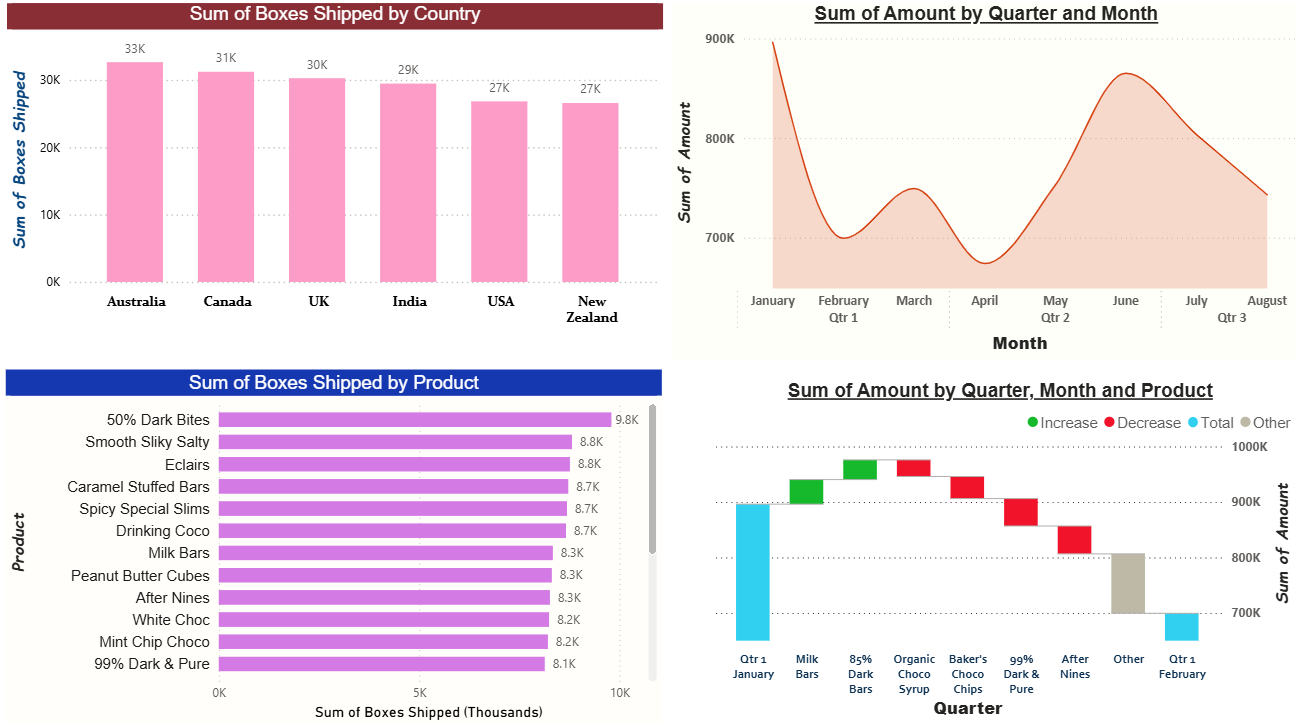 Sum of Boxes Shipped by Country
Sum of Boxes Shipped
30K
20K
10K
0K
33K
31K
30K
29K
27K
27K
Australia
Canada
UK
India
USA
New
Zealand
Sum of Amount by Quarter and Month
Sum of Amount
900K
800K
700K
January
February
March
April
May
June
July
August
Qtr 1
Qtr 2
Qtr 3
Month
Sum of Boxes Shipped by Product
Product
50% Dark Bites 9.8K
Smooth Sliky Salty 8.8K
Eclairs 8.8K
Caramel Stuffed Bars 8.7K
Spicy Special Slims 8.7K
Drinking Coco 8.7K
Milk Bars 8.3K
Peanut Butter Cubes 8.3K
After Nines 8.3K
White Choc 8.2K
Mint Chip Choco 8.2K
99% Dark & Pure 8.1K
0K
5K
10K
Sum of Boxes Shipped (Thousands)
Sum of Amount by Quarter, Month and Product
Increase Decrease Total Other
1000K
900K
800K
700K
Sum of Amount
Qtr 1
January
Milk
Bars
85%
Dark
Bars
Organic
Choco
Syrup
Baker's
Choco
Chips
99%
Dark &
Pure
After
Nines
Other
Qtr 1
February
Quarter